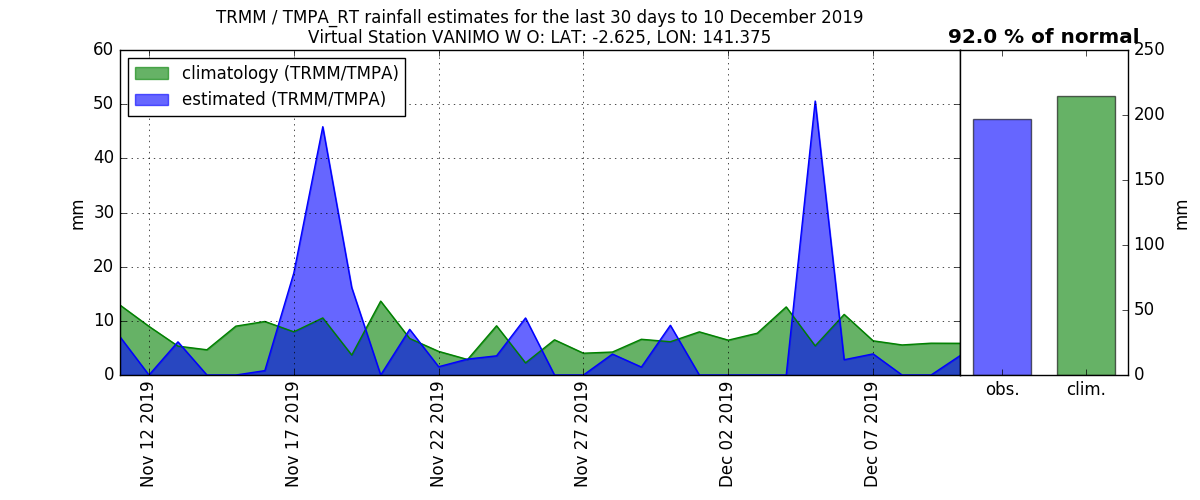 TRMM / TMPA_RT rainfall estimates for the last 30 days to 10 December 2019
Virtual Station VANIMO W O: LAT: -2.625, LON: 141.375
92.0 % of normal
climatology (TRMM/TMPA)
estimated (TRMM/TMPA)
60
50
40
30
20
10
0
mm
Nov 12 2019
Nov 17 2019
Nov 22 2019
Nov 27 2019
Dec 02 2019
Dec 07 2019
obs.
clim.
250
200
150
100
50
0
mm